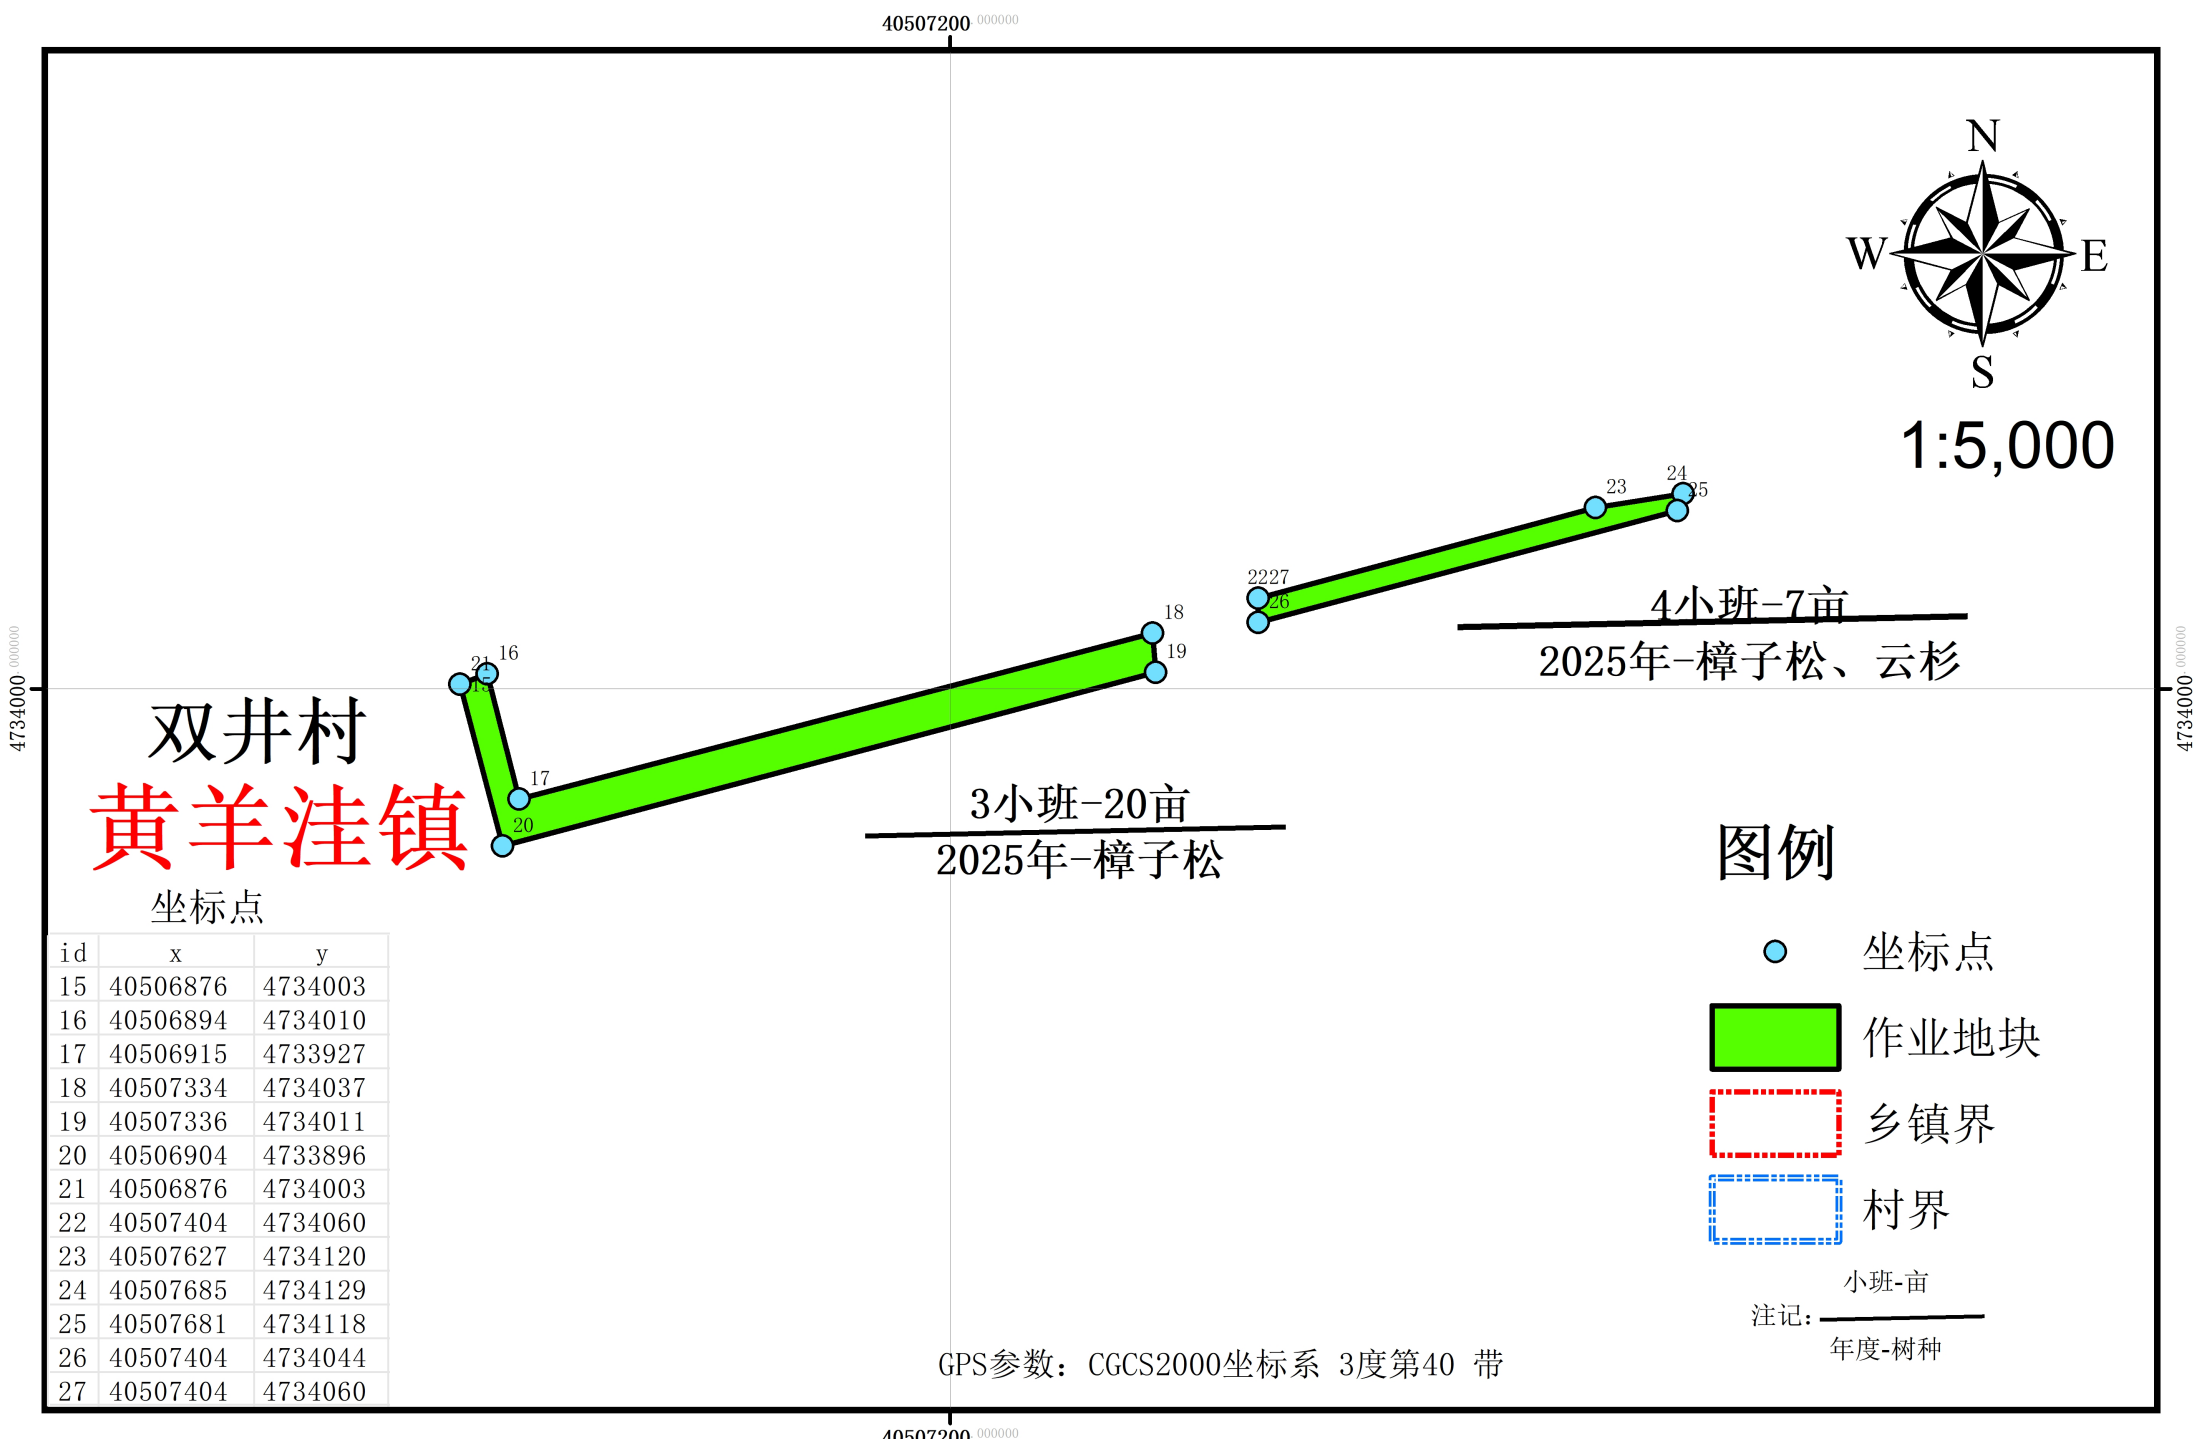 40507200.000000
N
W
E
S
1:5,000
24
25
23
2227
26
18
19
16
21
15
17
20
4734000.000000
4734000.000000
4小班-7亩
2025年-樟子松、云杉
双井村
黄羊洼镇
3小班-20亩
2025年-樟子松
坐标点
id x y
15 40506876 4734003
16 40506894 4734010
17 40506915 4733927
18 40507334 4734037
19 40507336 4734011
20 40506904 4733896
21 40506876 4734003
22 40507404 4734060
23 40507627 4734120
24 40507685 4734129
25 40507681 4734118
26 40507404 4734044
27 40507404 4734060
图例
坐标点
作业地块
乡镇界
村界
小班-亩
注记:
年度-树种
GPS参数: CGCS2000坐标系 3度第40 带
40507200.000000